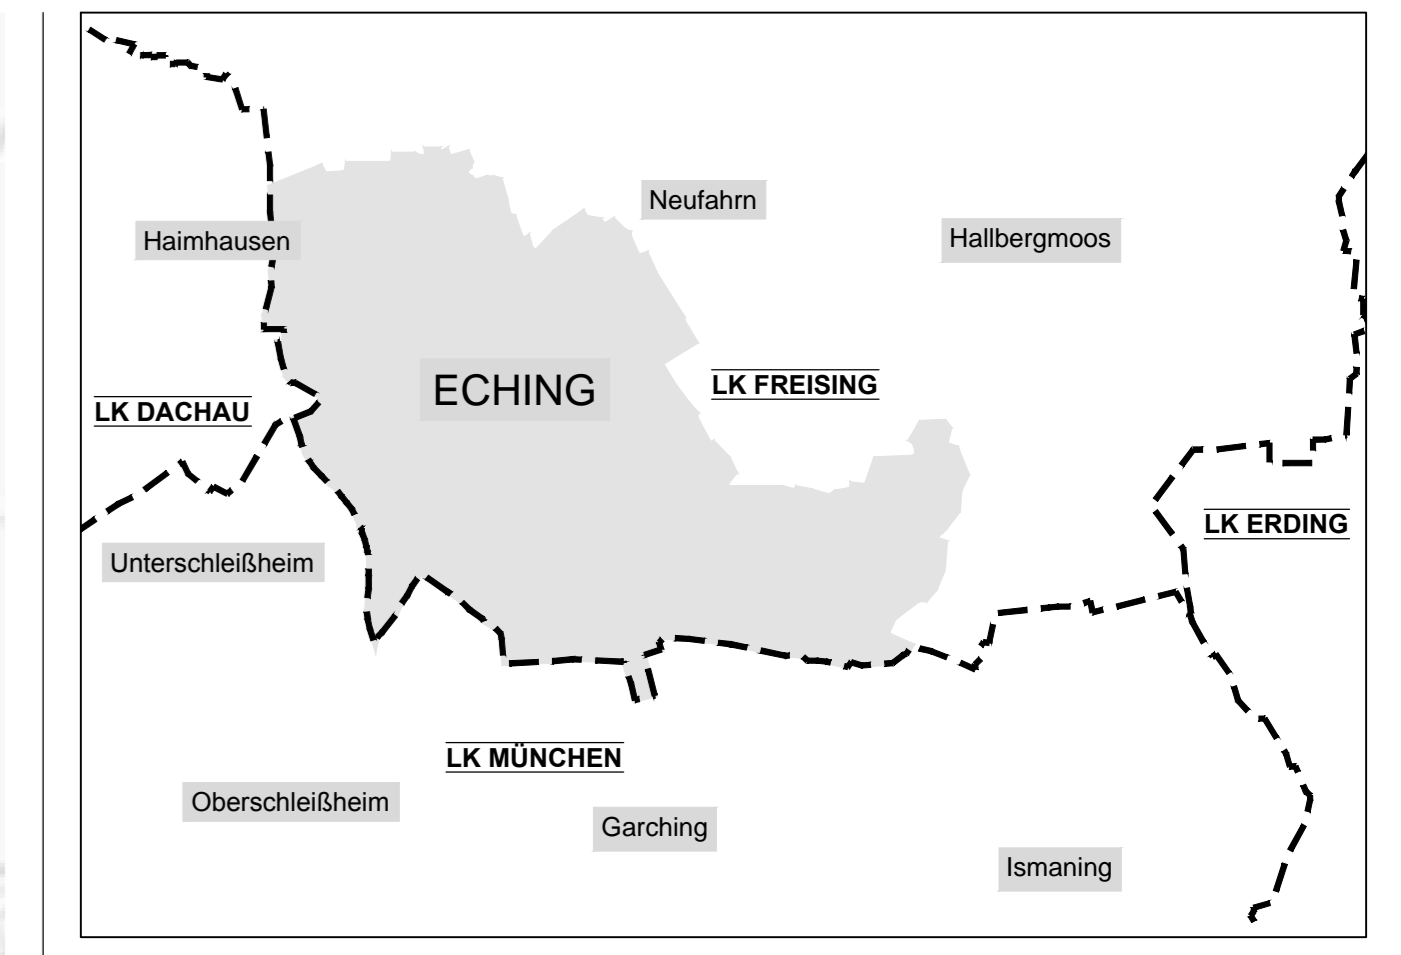 Neufahrn
Haimhausen
Hallbergmoos
ECHING
LK FREISING
LK DACHAU
LK ERDING
Unterschleißheim
LK MÜNCHEN
Oberschleißheim
Garching
Ismaning